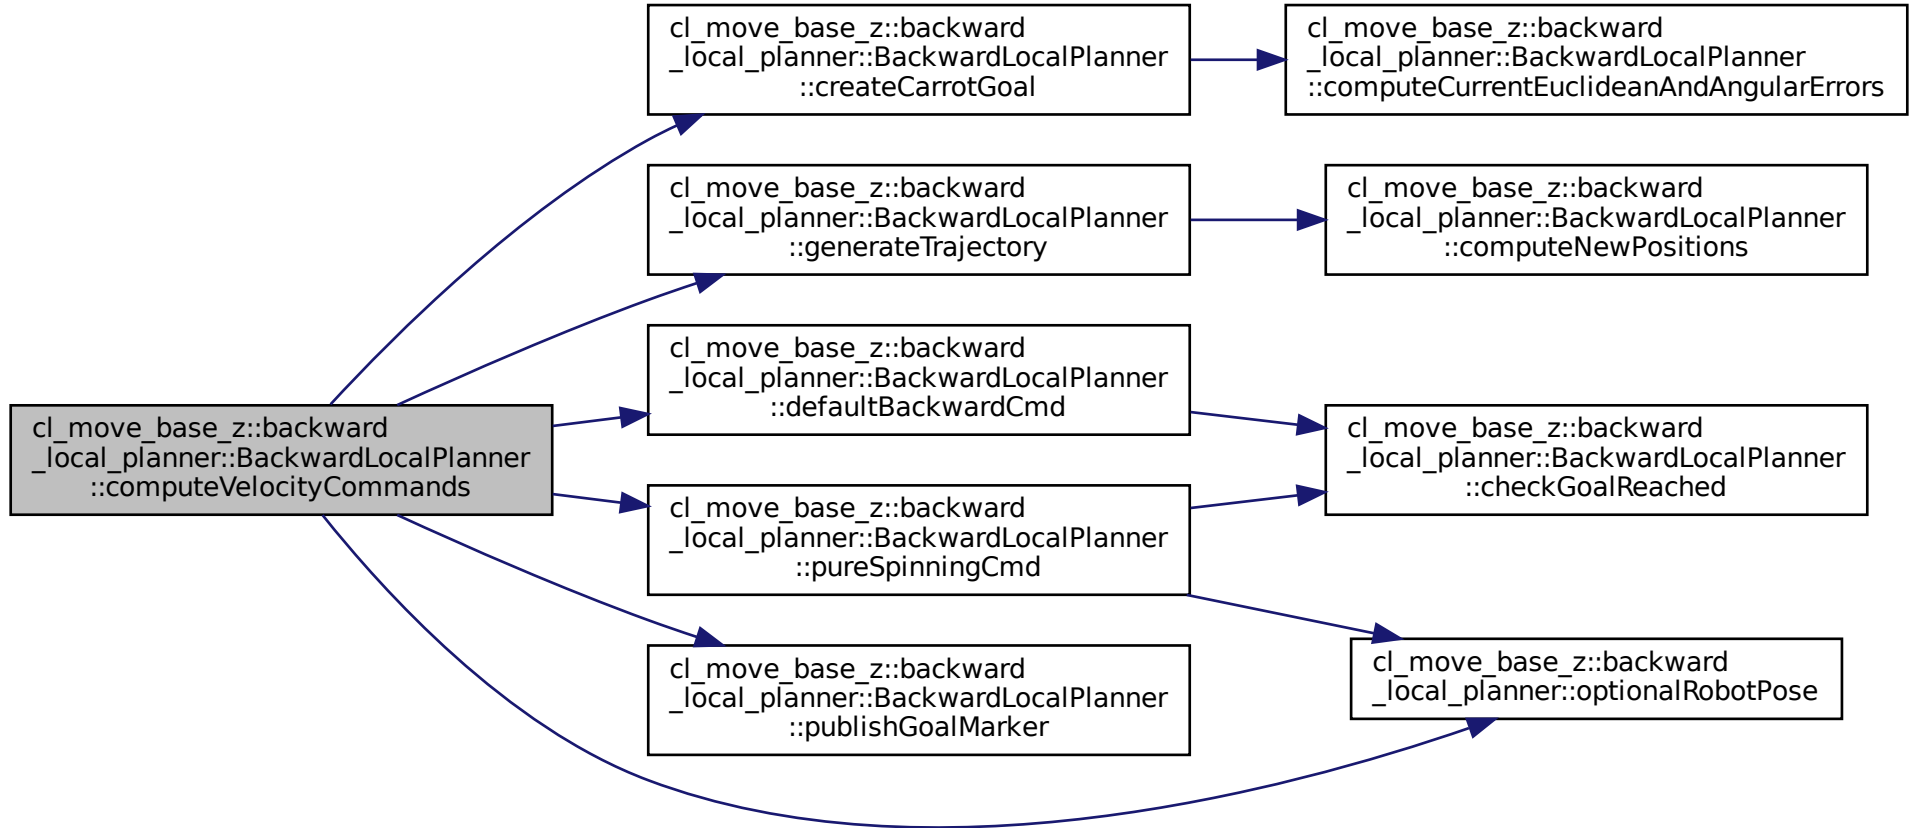 cl_move_base_z::backward
_local_planner::BackwardLocalPlanner
::createCarrotGoal
cl_move_base_z::backward
_local_planner::BackwardLocalPlanner
::computeCurrentEuclideanAndAngularErrors
cl_move_base_z::backward
_local_planner::BackwardLocalPlanner
::generateTrajectory
cl_move_base_z::backward
_local_planner::BackwardLocalPlanner
::computeNewPositions
cl_move_base_z::backward
_local_planner::BackwardLocalPlanner
::defaultBackwardCmd
cl_move_base_z::backward
_local_planner::BackwardLocalPlanner
::computeVelocityCommands
cl_move_base_z::backward
_local_planner::BackwardLocalPlanner
::checkGoalReached
cl_move_base_z::backward
_local_planner::BackwardLocalPlanner
::pureSpinningCmd
cl_move_base_z::backward
_local_planner::optionalRobotPose
cl_move_base_z::backward
_local_planner::BackwardLocalPlanner
::publishGoalMarker